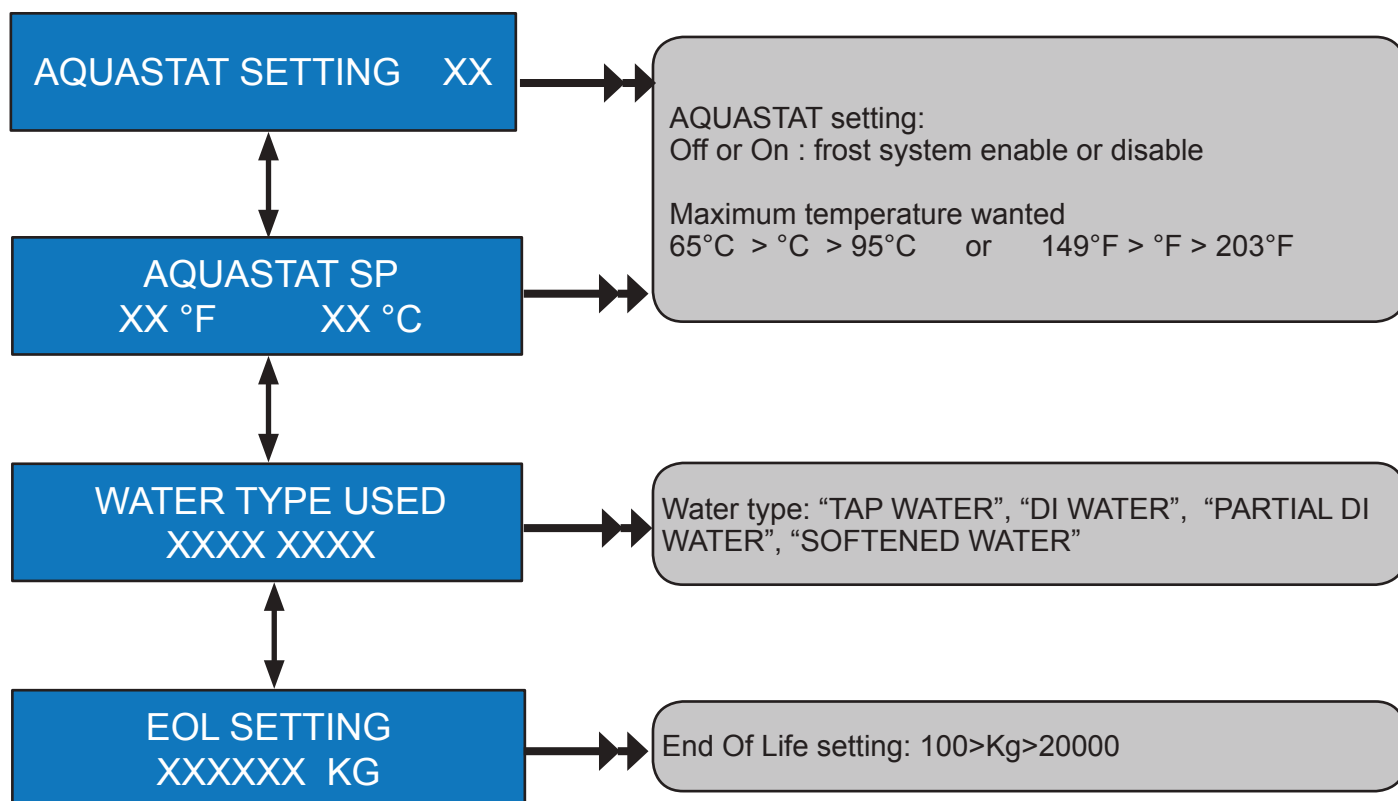 AQUASTAT SETTING XX
AQUASTAT setting:
Off or On : frost system enable or disable
Maximum temperature wanted
65°C > °C > 95°C or 149°F > °F > 203°F
AQUASTAT SP
XX °F XX °C
WATER TYPE USED
XXXX XXXX
Water type: “TAP WATER”, “DI WATER”, “PARTIAL DI
WATER”, “SOFTENED WATER”
EOL SETTING
XXXXXX KG
End Of Life setting: 100>Kg>20000